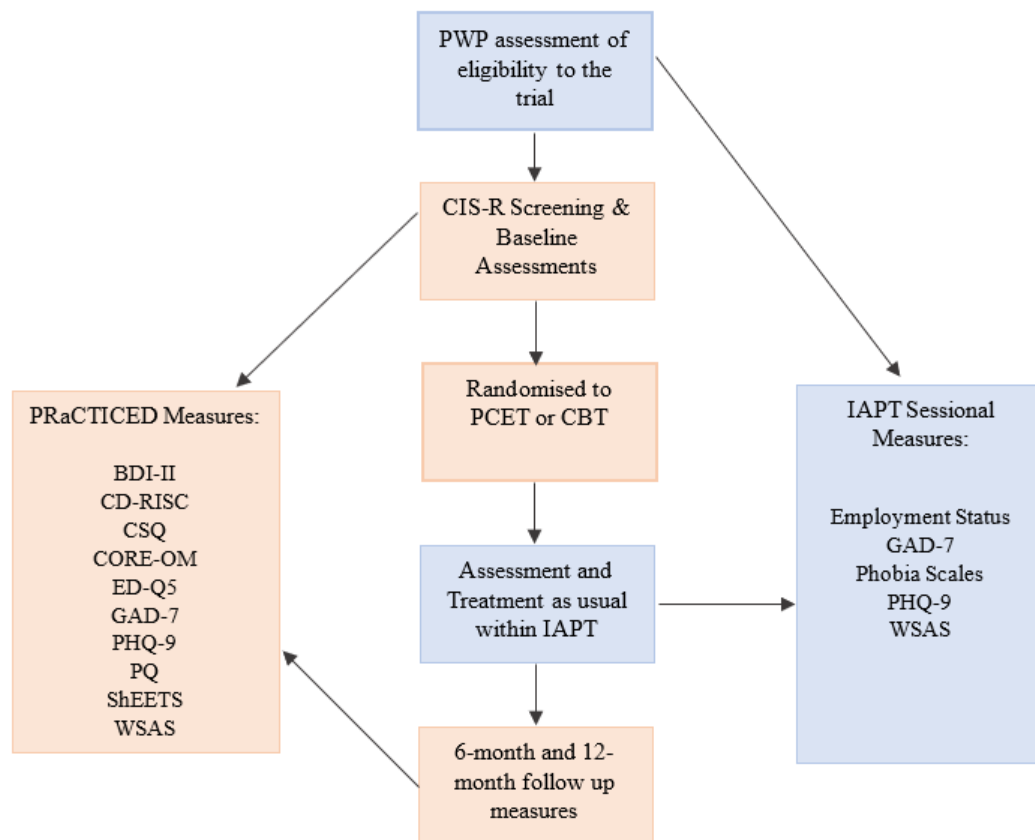 PWP assessment of
eligibility to the
trial
CIS-R Screening &
Baseline
Assessments
Randomised to
PCET or CBT
PRaCTICED Measures:
BDI-II
CD-RISC
CSQ
CORE-OM
ED-Q5
GAD-7
PHQ-9
PQ
ShEETS
WSAS
IAPT Sessional
Measures:
Employment Status
GAD-7
Phobia Scales
PHQ-9
WSAS
Assessment and
Treatment as usual
within IAPT
6-month and 12-
month follow up
measures